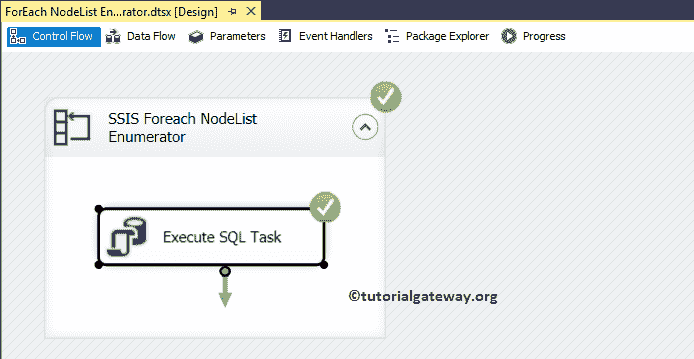 ForEach NodeList En...rator.dtsx [Design]
Control Flow Data Flow Parameters Event Handlers Package Explorer Progress
SSIS Foreach NodeList
Enumerator
Execute SQL Task
©tutorialgateway.org